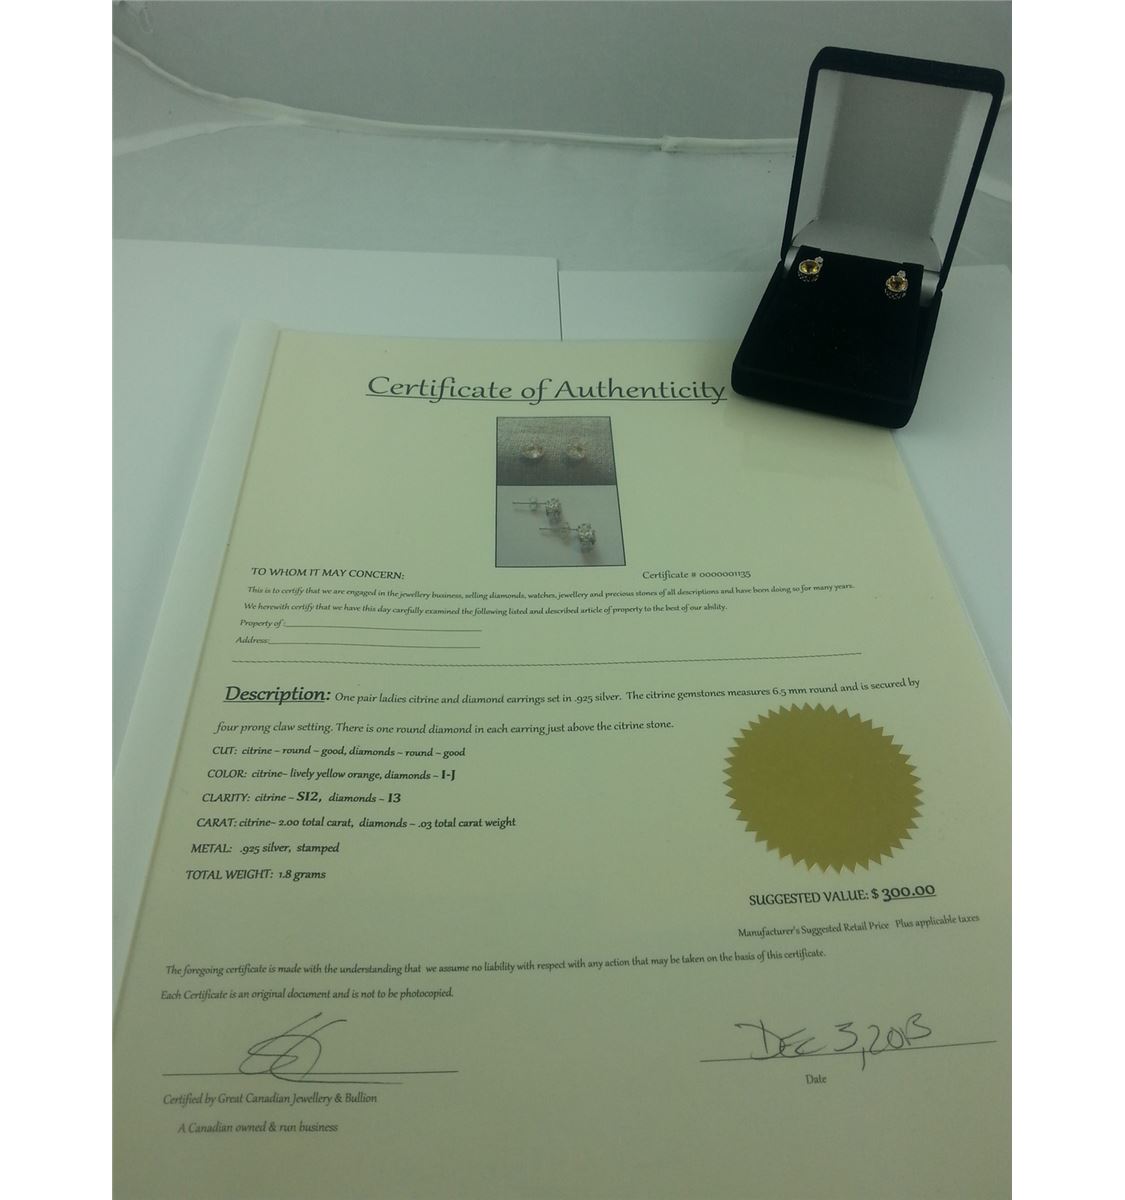 Certificate of Authenticity
TO WHOM IT MAY CONCERN:
Certificate # 0000001135
This is to certify that we are engaged in the jewellery business, selling diamonds, watches, jewellery and precious stones of all descriptions and have been doing so for many years.
We herewith certify that we have this day carefully examined the following listed and described article of property to the best of our ability.
Property of:
Address:
Description: One pair ladies citrine and diamond earrings set in .925 silver. The citrine gemstones measures 6.5 mm round and is secured by
four prong claw setting. There is one round diamond in each earring just above the citrine stone.
CUT: citrine ~ round ~ good, diamonds ~ round ~ good
COLOR: citrine~ lively yellow orange, diamonds ~ I-J
CLARITY: citrine ~ SI2, diamonds ~ I3
CARAT: citrine~ 2.00 total carat, diamonds ~ .03 total carat weight
METAL: .925 silver, stamped
TOTAL WEIGHT: 1.8 grams
SUGGESTED VALUE: $ 300.00
Manufacturer's Suggested Retail Price Plus applicable taxes
The foregoing certificate is made with the understanding that we assume no liability with respect with any action that may be taken on the basis of this certificate.
Each Certificate is an original document and is not to be photocopied.
DEC 3, 2013
Date
Certified by Great Canadian Jewellery & Bullion
A Canadian owned & run business